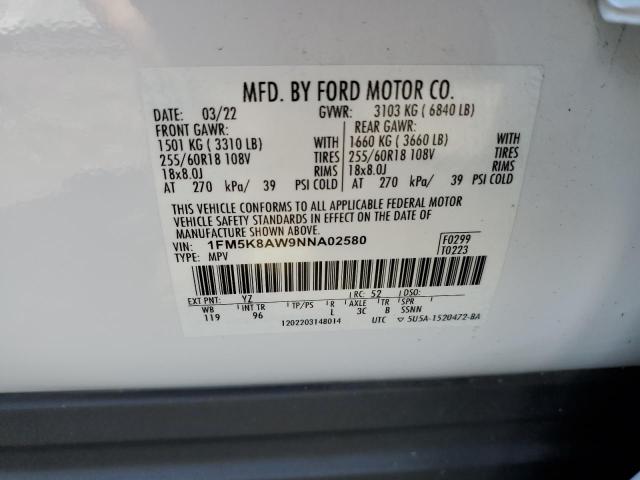 MFD. BY FORD MOTOR CO.
DATE: 03/22 GVWR: 3103 KG ( 6840 LB)
FRONT GAWR: REAR GAWR:
1501 KG ( 3310 LB) WITH 1660 KG ( 3660 LB) WITH
255/60R18 108V TIRES 255/60R18 108V TIRES
18x8.0J RIMS 18x8.0J RIMS
AT 270 kPa/ 39 PSI COLD AT 270 kPa/ 39 PSI COLD
THIS VEHICLE CONFORMS TO ALL APPLICABLE FEDERAL MOTOR
VEHICLE SAFETY STANDARDS IN EFFECT ON THE DATE OF
MANUFACTURE SHOWN ABOVE.
VIN: 1FM5K8AW9NNA02580 F0299
TYPE: MPV T0223
EXT PNT: YZ RC: 52 DSO:
WB INT TR TP/PS R AXLE TR SPR
119 96 L 3C B SSNN
1202203148014 UTC ▽ 5U5A-1520472-BA